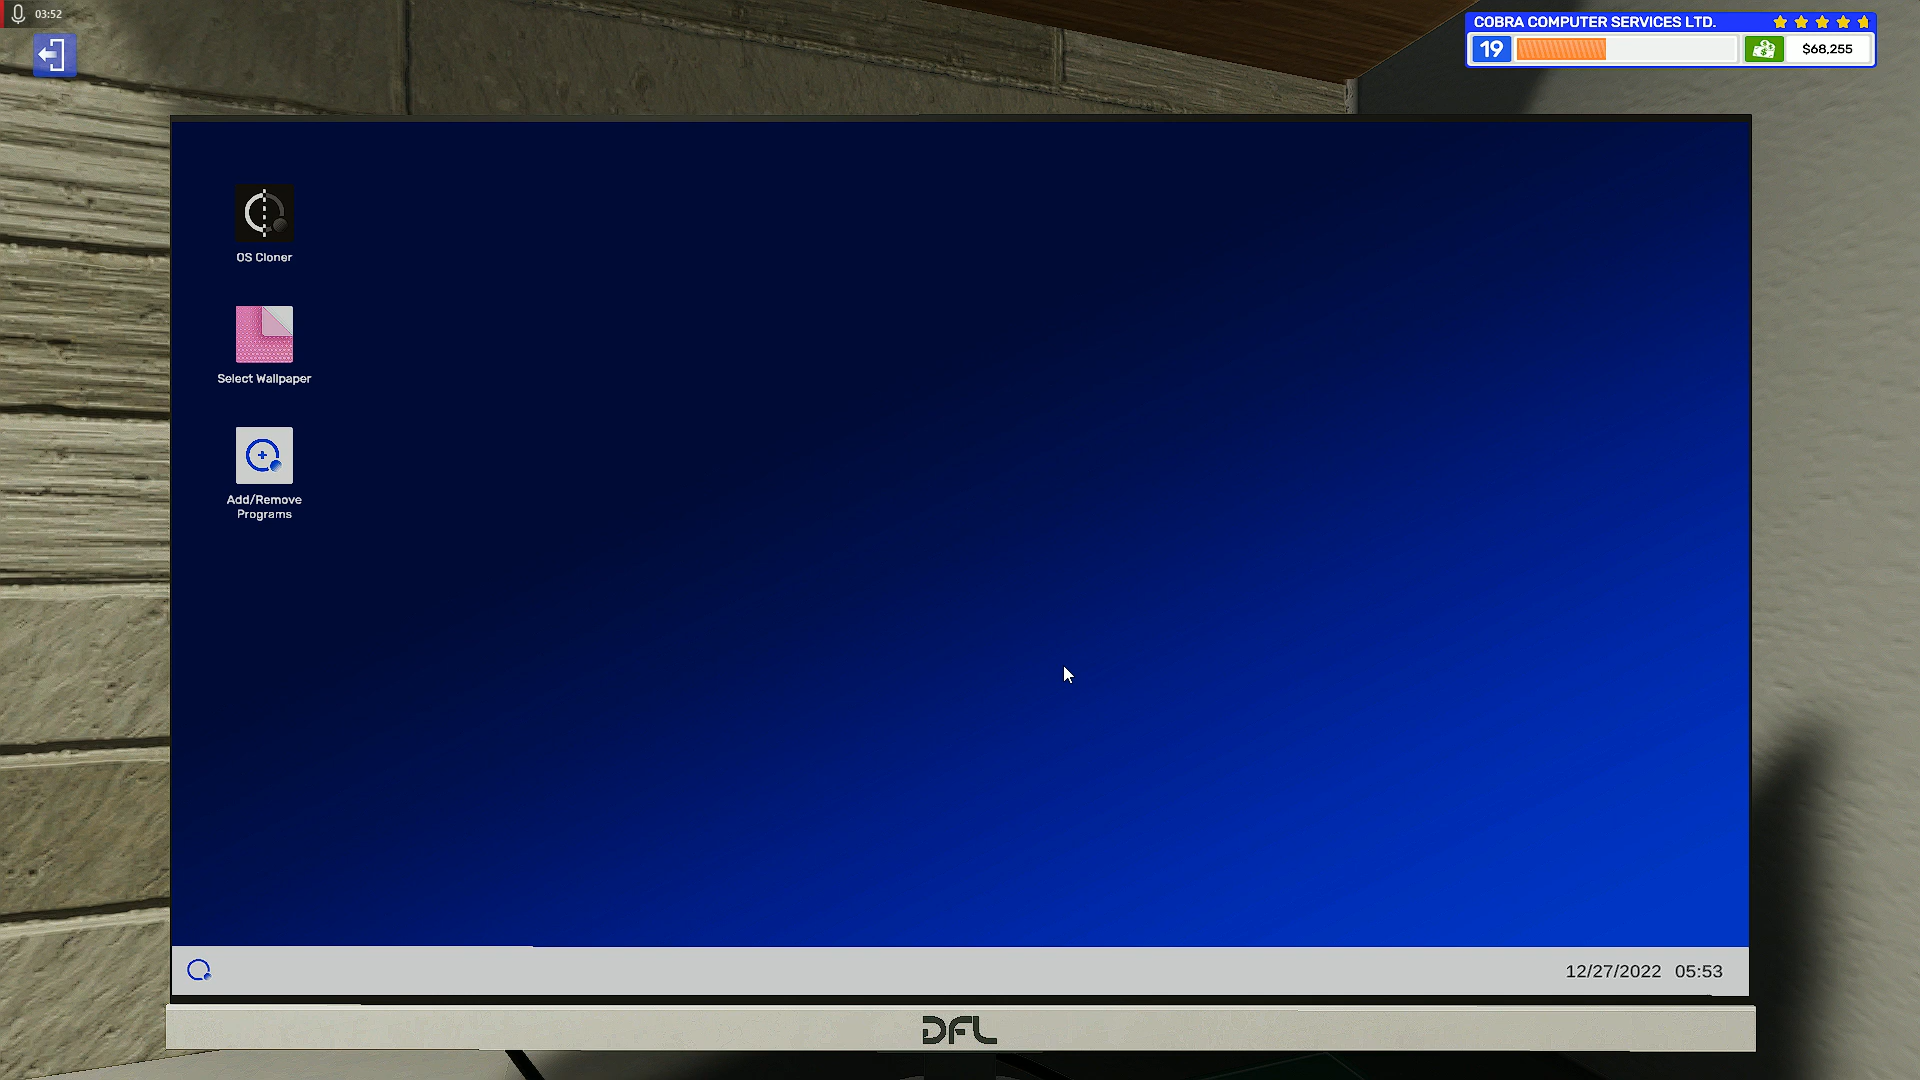 03:52
COBRA COMPUTER SERVICES LTD.
19
$68,255
OS Cloner
Select Wallpaper
Add/Remove
Programs
12/27/2022 05:53
DFL